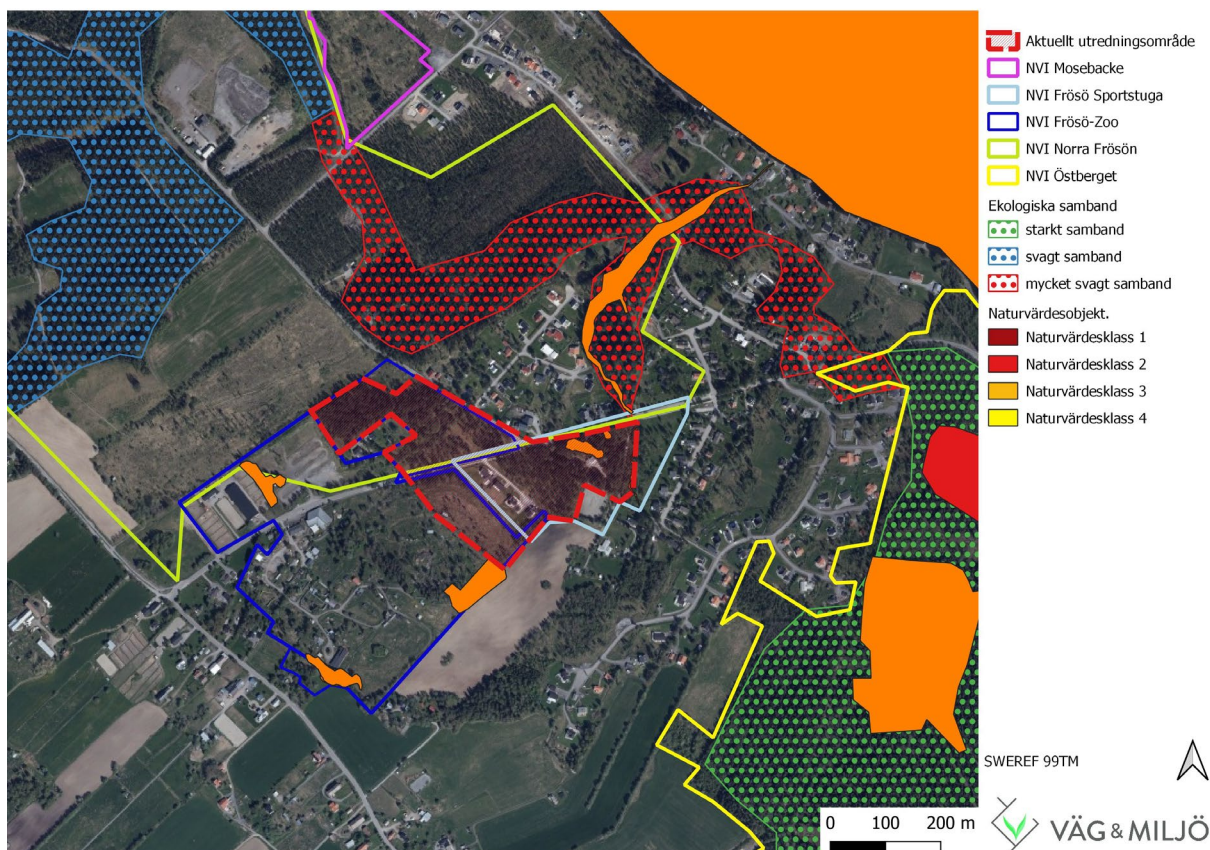 Aktuellt utredningsområde
NVI Mosebacke
NVI Frösö Sportstuga
NVI Frösö-Zoo
NVI Norra Frösön
NVI Östberget
Ekologiska samband
starkt samband
svagt samband
mycket svagt samband
Naturvärdesobjekt.
Naturvärdesklass 1
Naturvärdesklass 2
Naturvärdesklass 3
Naturvärdesklass 4
SWEREF 99TM
0 100 200 m
VÄG & MILJÖ